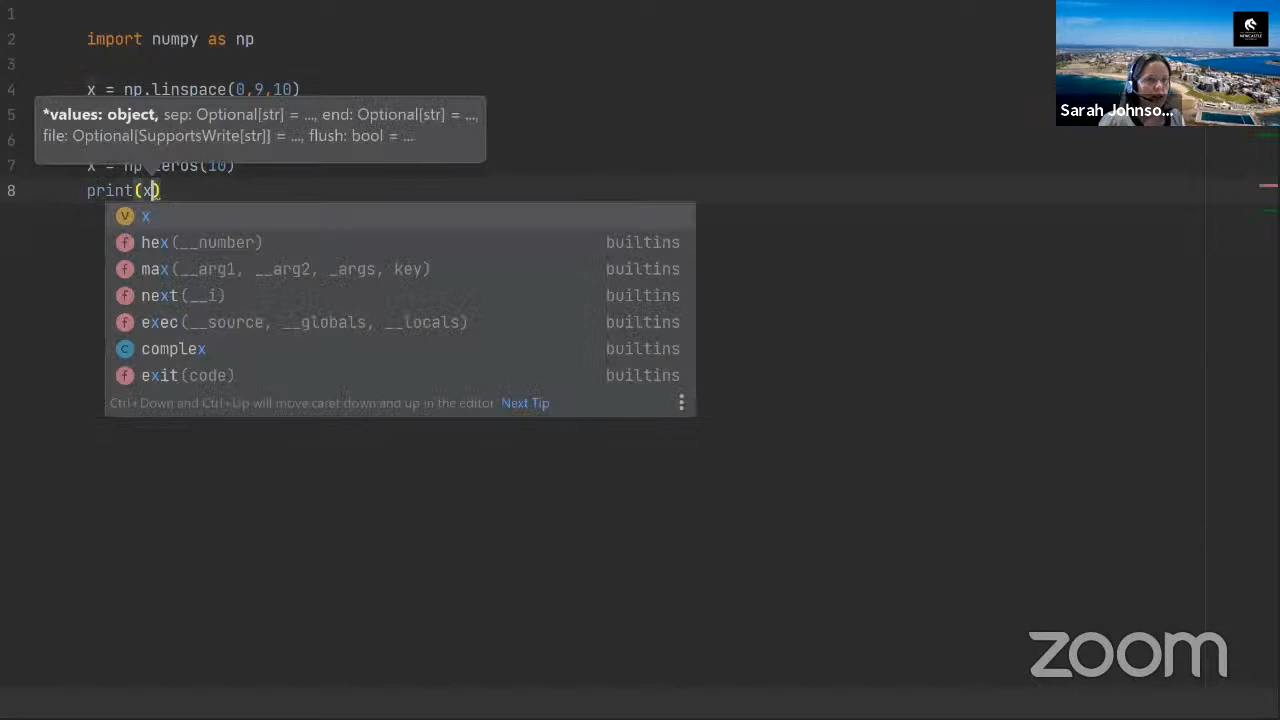 1
2 import numpy as np
3
4 x = np.linspace(0,9,10)
5
*values: object, sep: Optional[str] = ..., end: Optional[str] = ...,
6
file: Optional[SupportsWrite[str]] = ..., flush: bool = ...
7 x = np.zeros(10)
8 print(x)
V x
f hex(__number) builtins
f max(__arg1, __arg2, _args, key) builtins
f next(__i) builtins
f exec(__source, __globals, __locals) builtins
C complex builtins
f exit(code) builtins
Ctrl+Down and Ctrl+Up will move caret down and up in the editor Next Tip
NEWCASTLE
Sarah Johnso...
zoom